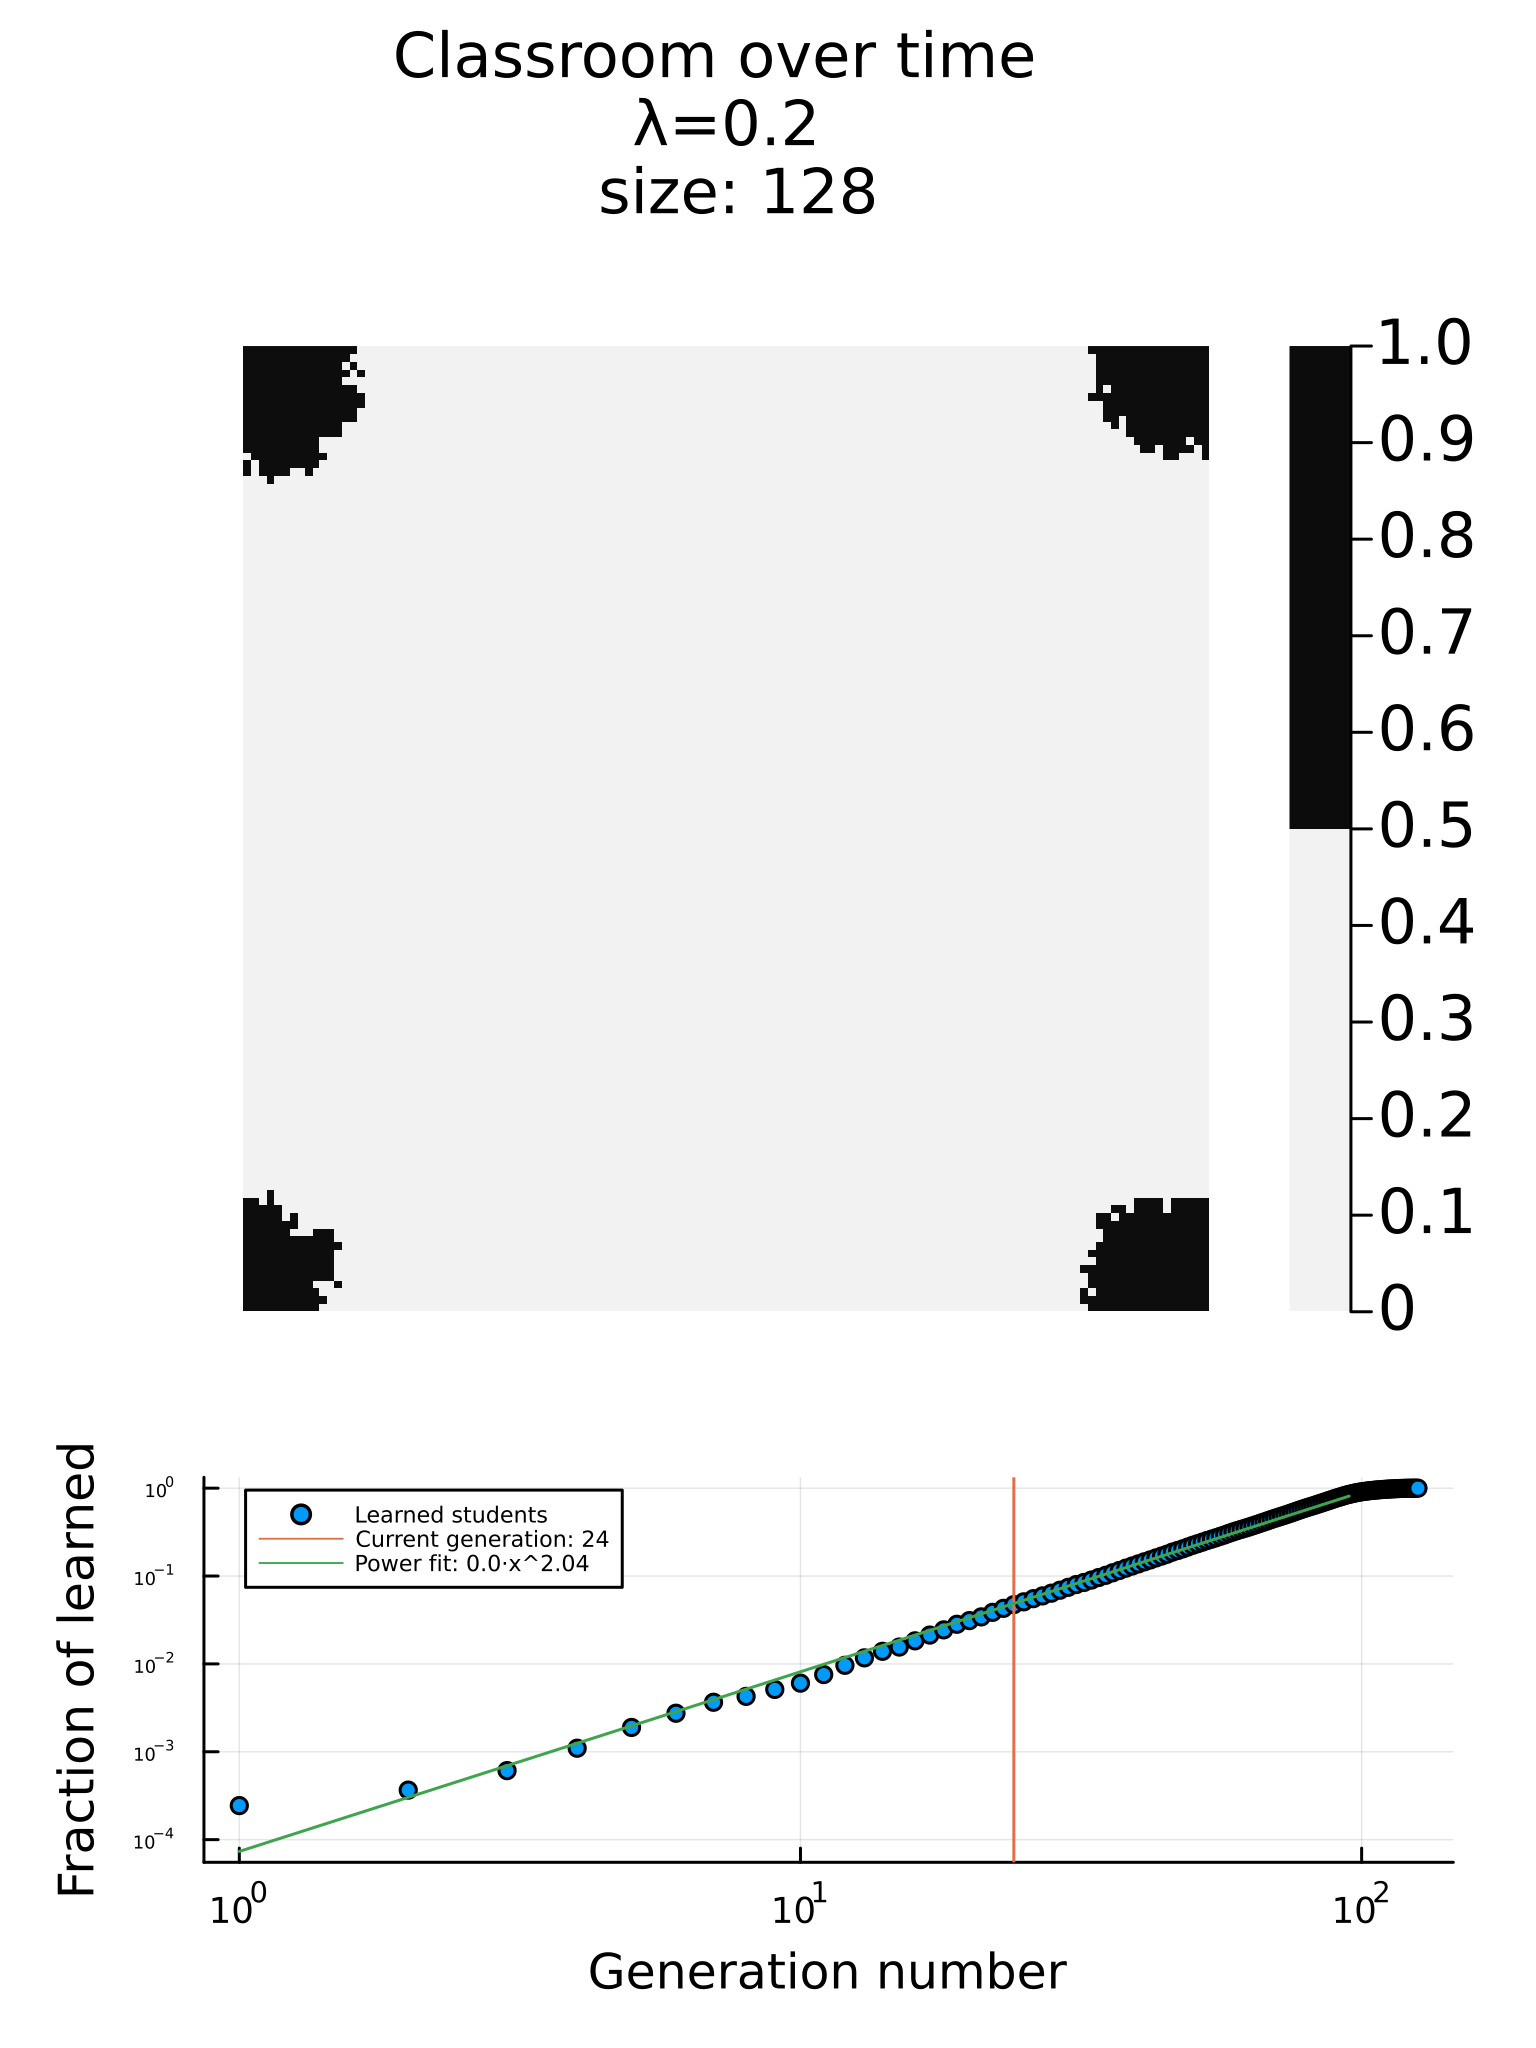 Classroom over time
λ=0.2
size: 128
1.0
0.9
0.8
0.7
0.6
0.5
0.4
0.3
0.2
0.1
0
Fraction of learned
10^0
10^-1
10^-2
10^-3
10^-4
Learned students
Current generation: 24
Power fit: 0.0·x^2.04
10^0
10^1
10^2
Generation number